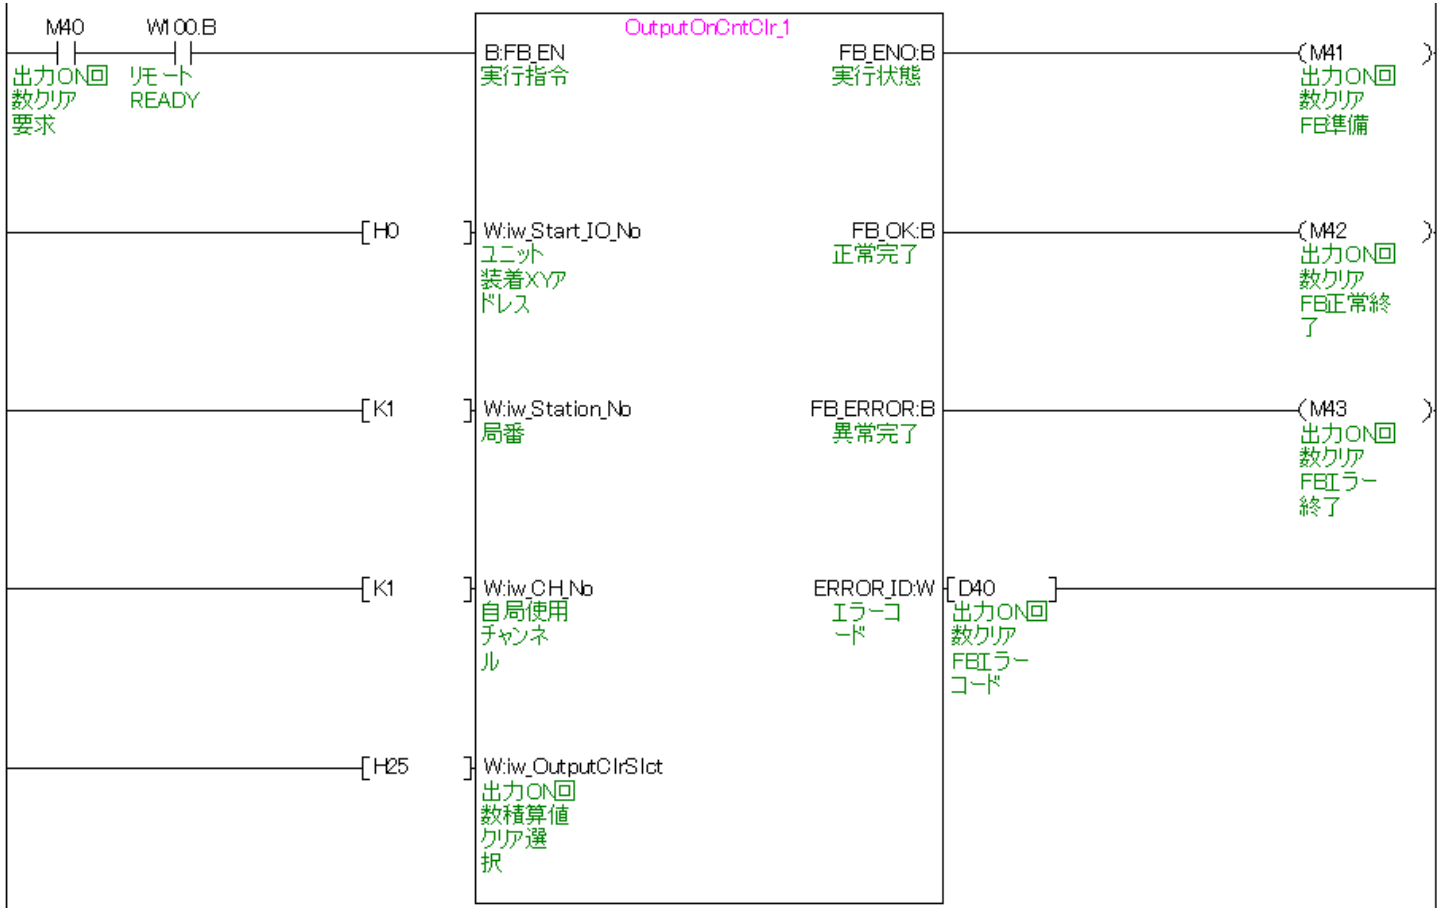 M40
W100.B
OutputOnCntClr_1
出力ON回
数クリア
要求
リモート
READY
B:FB_EN
実行指令
FB_ENO:B
実行状態
M41
出力ON回
数クリア
FB準備
H0
W:iw_Start_IO_No
ユニット
装着XYア
ドレス
FB_OK:B
正常完了
M42
出力ON回
数クリア
FB正常終
了
K1
W:iw_Station_No
局番
FB_ERROR:B
異常完了
M43
出力ON回
数クリア
FBエラー
終了
K1
W:iw_CH_No
自局使用
チャンネ
ル
ERROR_ID:W
エラーコ
ード
D40
出力ON回
数クリア
FBエラー
コード
H25
W:iw_OutputClrSlct
出力ON回
数積算値
クリア選
択